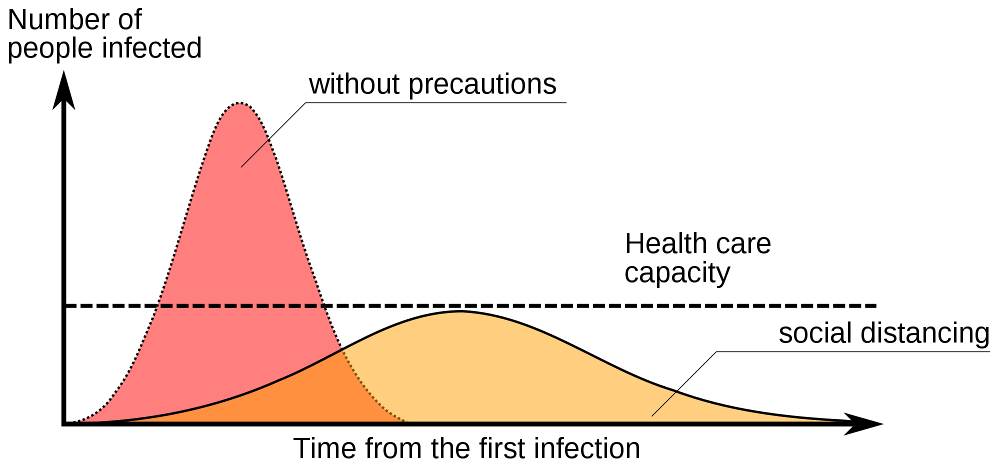 Number of
people infected
without precautions
Health care
capacity
social distancing
Time from the first infection